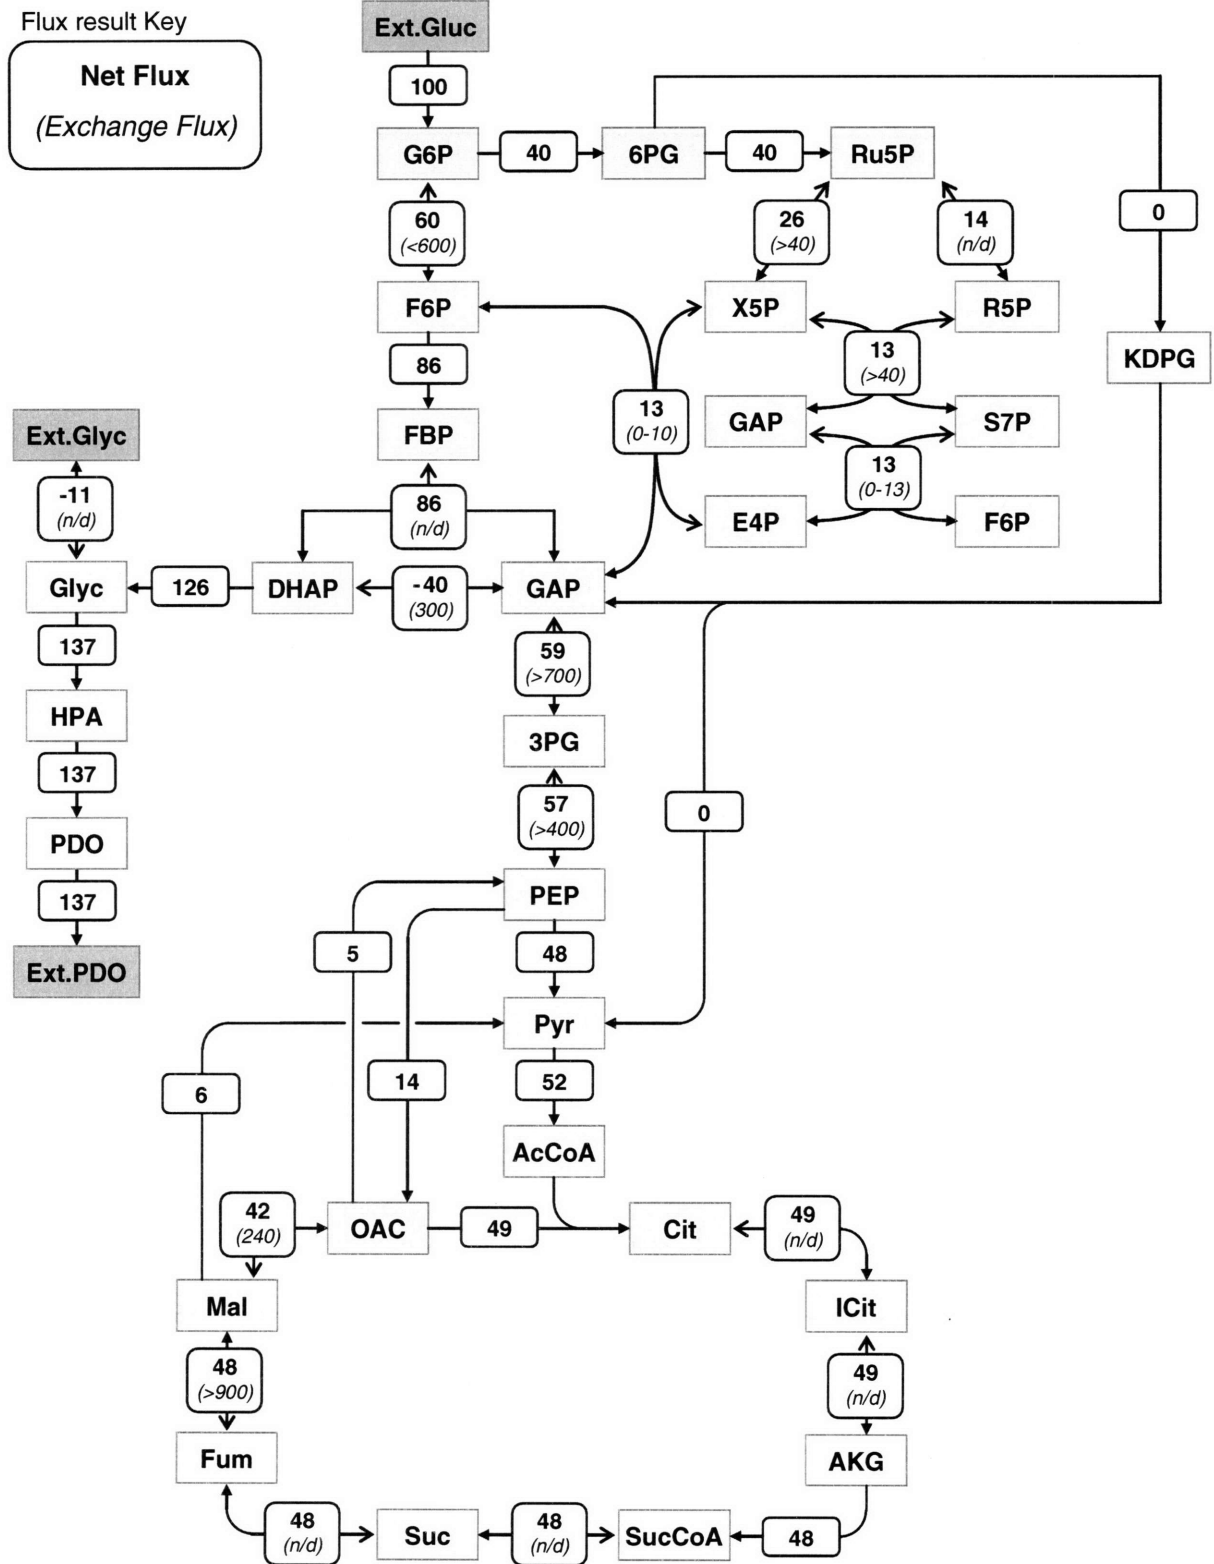 Flux result Key
Net Flux
(Exchange Flux)
Ext.Gluc
100
G6P
40
6PG
40
Ru5P
60
(<600)
26
(>40)
14
(n/d)
0
F6P
X5P
R5P
86
13
(>40)
KDPG
13
(0-10)
Ext.Glyc
FBP
GAP
S7P
-11
(n/d)
86
(n/d)
13
(0-13)
E4P
F6P
Glyc
126
DHAP
-40
(300)
GAP
137
59
(>700)
HPA
3PG
137
57
(>400)
0
PDO
137
PEP
5
48
Ext.PDO
Pyr
6
14
52
AcCoA
42
(240)
OAC
49
Cit
49
(n/d)
Mal
ICit
48
(>900)
49
(n/d)
Fum
AKG
48
(n/d)
Suc
48
(n/d)
SucCoA
48